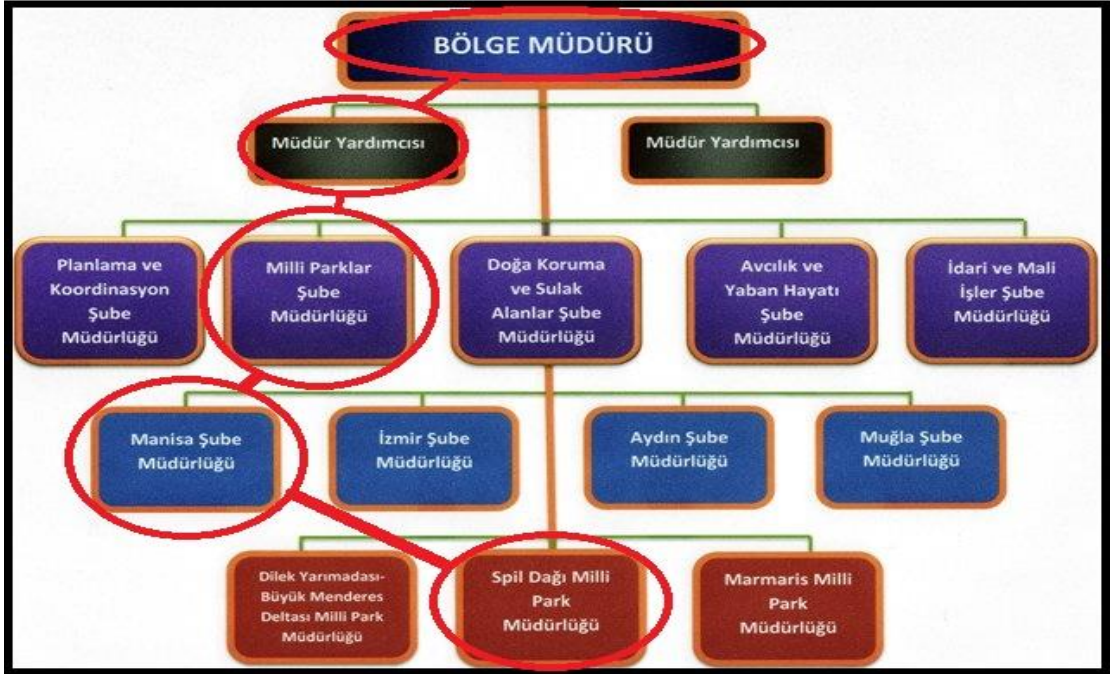 BÖLGE MÜDÜRÜ
Müdür Yardımcısı
Müdür Yardımcısı
Planlama ve
Koordinasyon
Şube
Müdürlüğü
Milli Parklar
Şube
Müdürlüğü
Doğa Koruma
ve Sulak
Alanlar Şube
Müdürlüğü
Avcılık ve
Yaban Hayatı
Şube
Müdürlüğü
İdari ve Mali
İşler Şube
Müdürlüğü
Manisa Şube
Müdürlüğü
İzmir Şube
Müdürlüğü
Aydın Şube
Müdürlüğü
Muğla Şube
Müdürlüğü
Dilek Yarımadası-
Büyük Menderes
Deltası Milli Park
Müdürlüğü
Spil Dağı Milli
Park
Müdürlüğü
Marmaris Milli
Park
Müdürlüğü